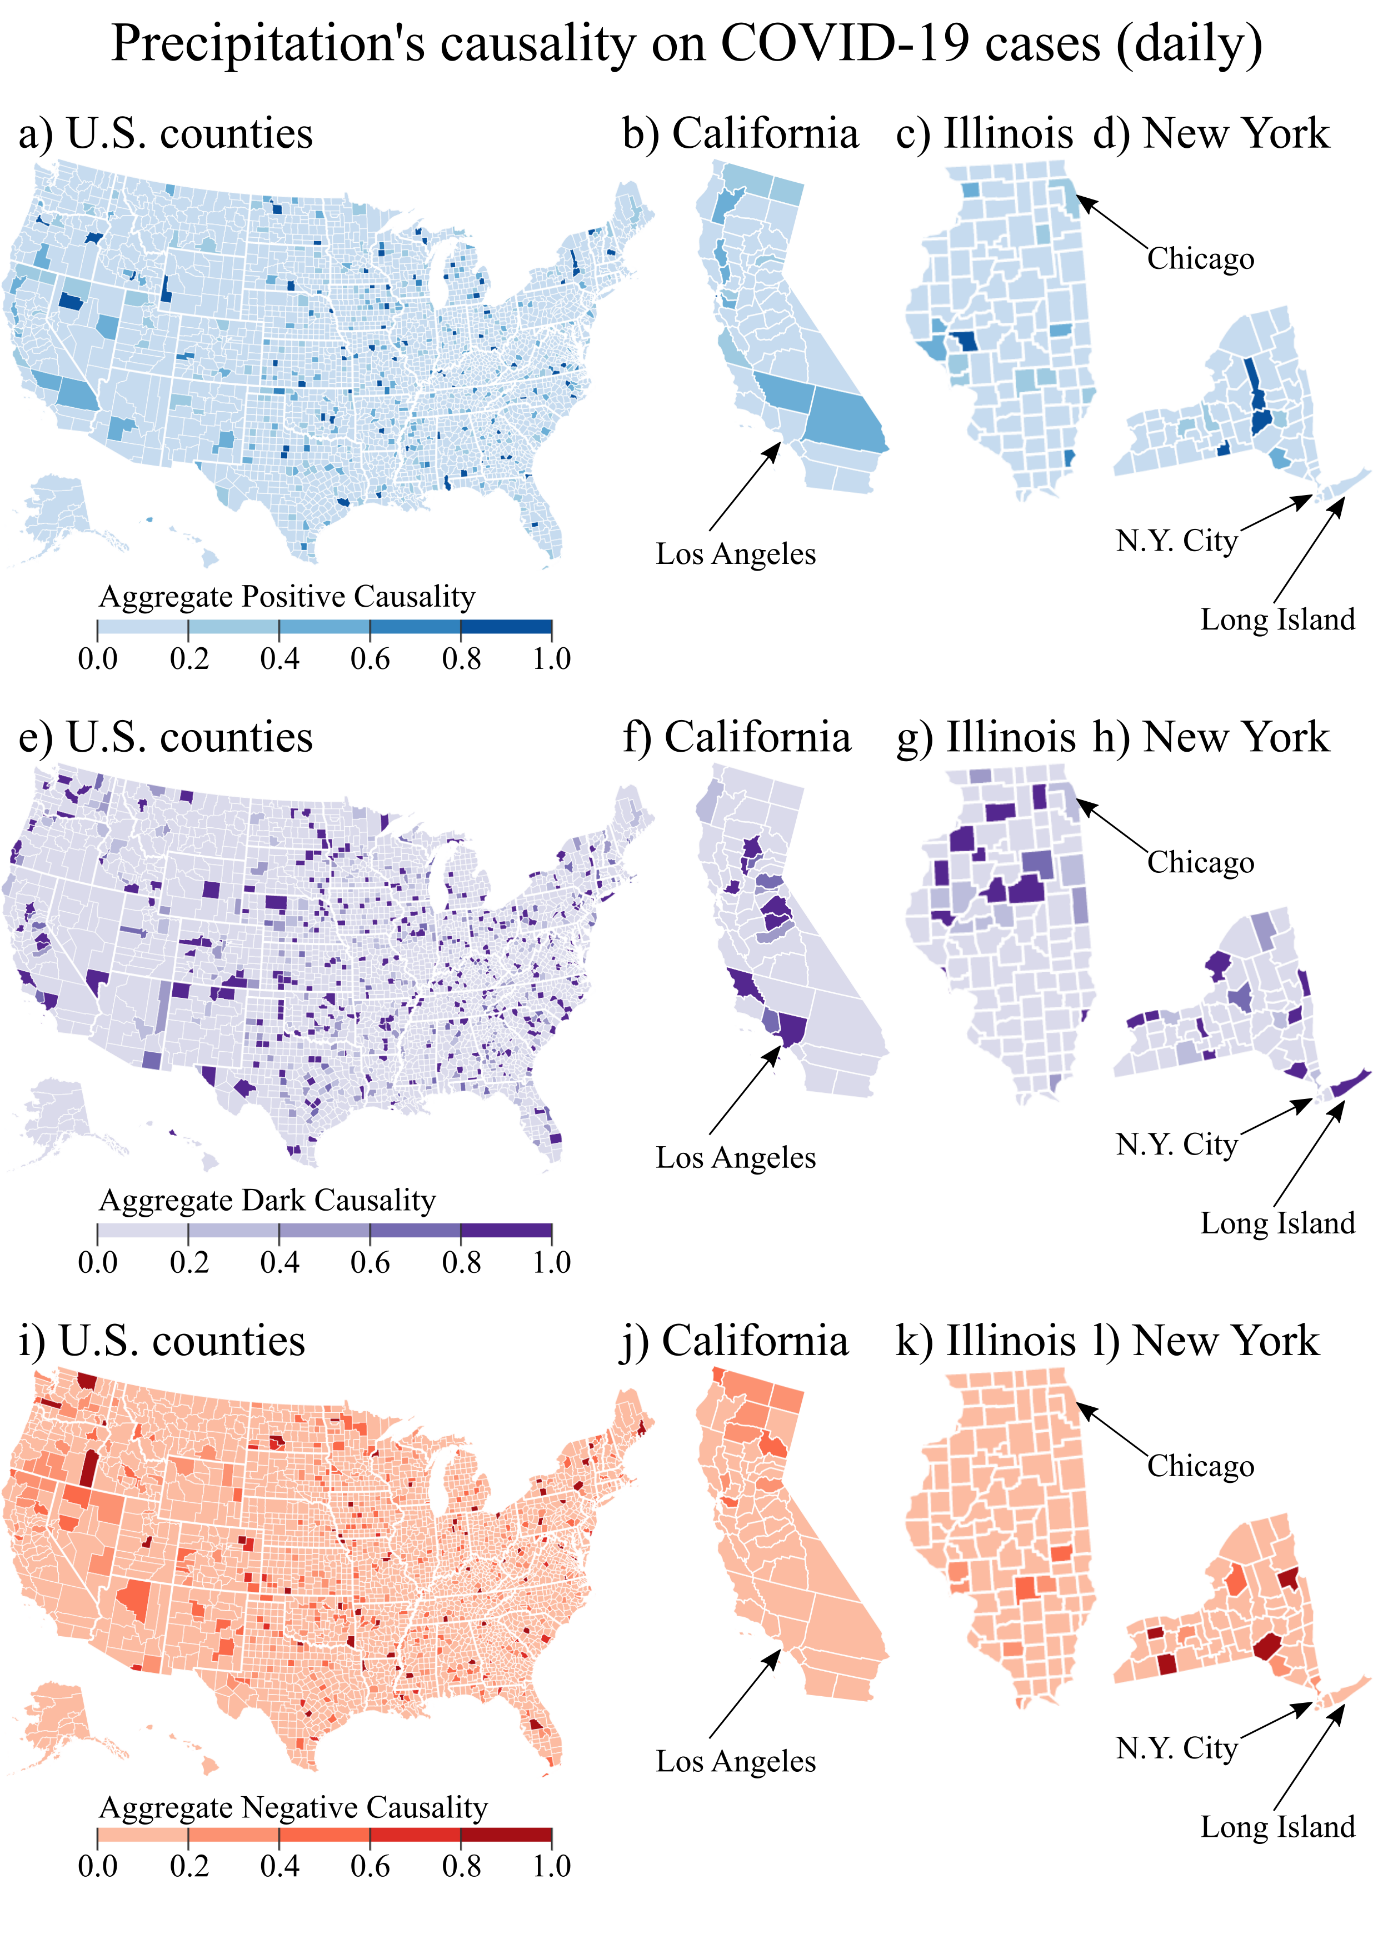 Precipitation's causality on COVID-19 cases (daily)
a) U.S. counties
b) California
c) Illinois
d) New York
Chicago
Los Angeles
N.Y. City
Long Island
Aggregate Positive Causality
0.0 0.2 0.4 0.6 0.8 1.0
e) U.S. counties
f) California
g) Illinois
h) New York
Chicago
Los Angeles
N.Y. City
Long Island
Aggregate Dark Causality
0.0 0.2 0.4 0.6 0.8 1.0
i) U.S. counties
j) California
k) Illinois
l) New York
Chicago
Los Angeles
N.Y. City
Long Island
Aggregate Negative Causality
0.0 0.2 0.4 0.6 0.8 1.0